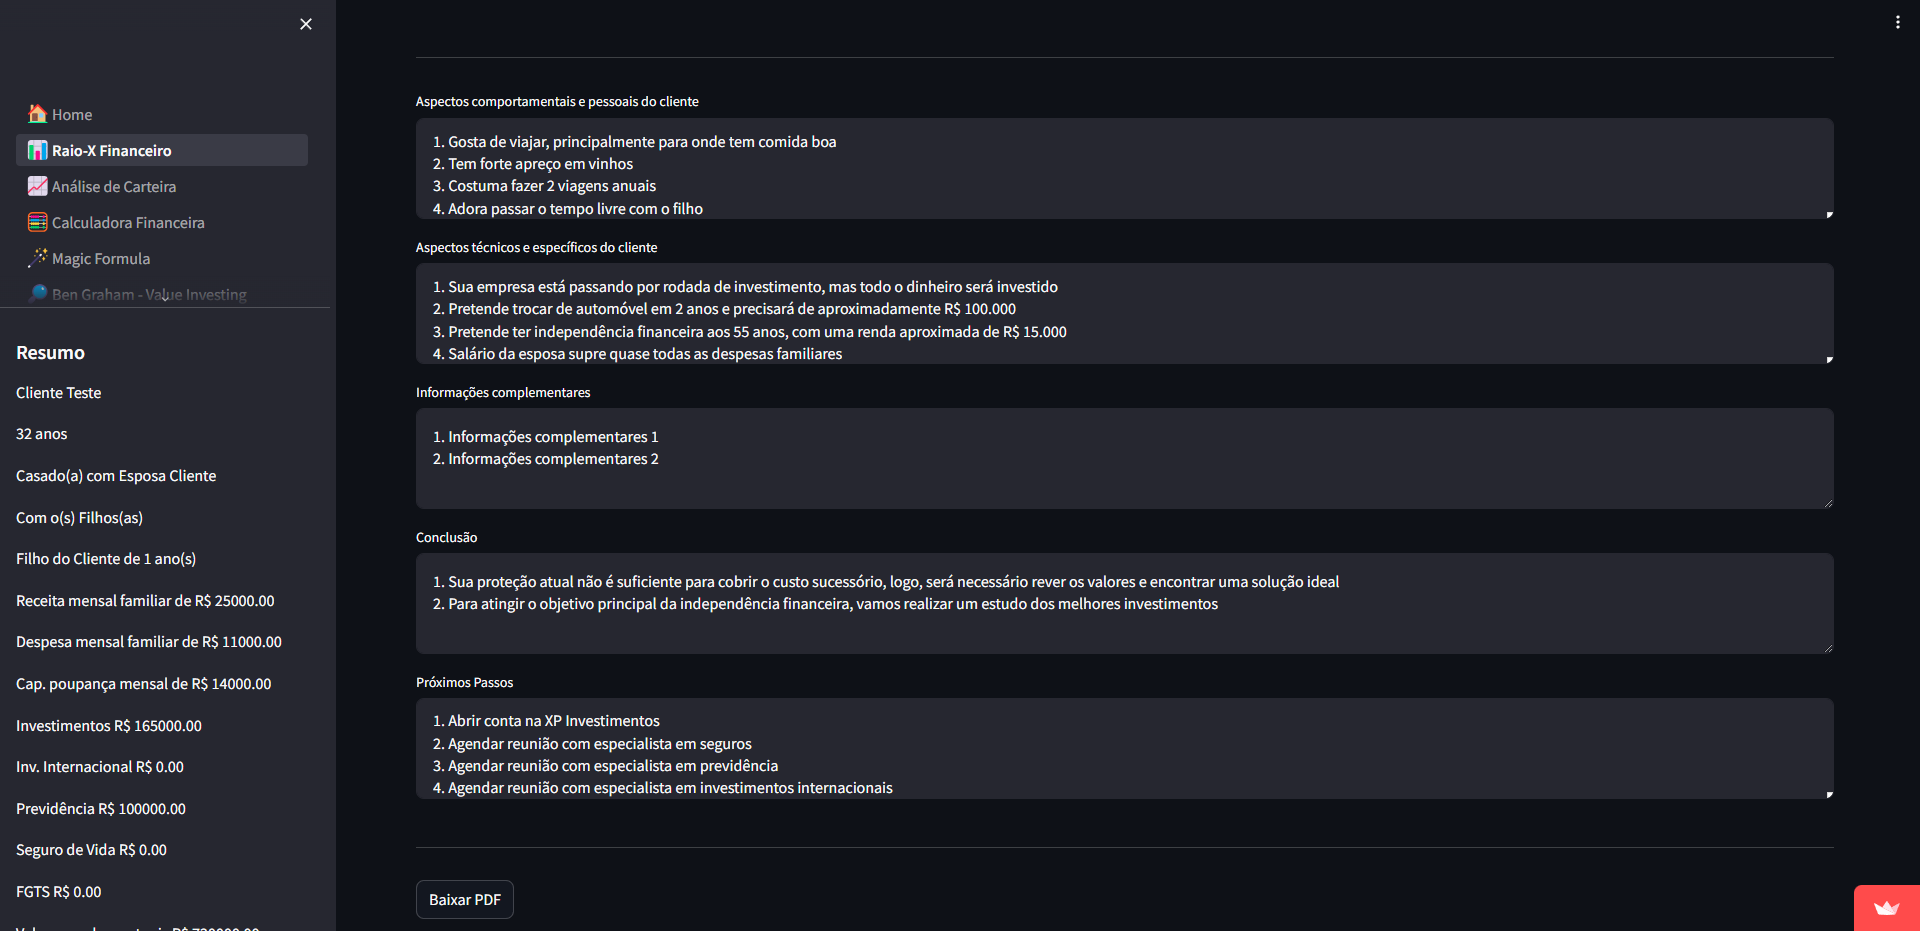 Home
Raio-X Financeiro
Análise de Carteira
Calculadora Financeira
Magic Formula
Ben Graham - Value Investing
Resumo
Cliente Teste
32 anos
Casado(a) com Esposa Cliente
Com o(s) Filhos(as)
Filho do Cliente de 1 ano(s)
Receita mensal familiar de R$ 25000.00
Despesa mensal familiar de R$ 11000.00
Cap. poupança mensal de R$ 14000.00
Investimentos R$ 165000.00
Inv. Internacional R$ 0.00
Previdência R$ 100000.00
Seguro de Vida R$ 0.00
FGTS R$ 0.00
Aspectos comportamentais e pessoais do cliente
1. Gosta de viajar, principalmente para onde tem comida boa
2. Tem forte apreço em vinhos
3. Costuma fazer 2 viagens anuais
4. Adora passar o tempo livre com o filho
Aspectos técnicos e específicos do cliente
1. Sua empresa está passando por rodada de investimento, mas todo o dinheiro será investido
2. Pretende trocar de automóvel em 2 anos e precisará de aproximadamente R$ 100.000
3. Pretende ter independência financeira aos 55 anos, com uma renda aproximada de R$ 15.000
4. Salário da esposa supre quase todas as despesas familiares
Informações complementares
1. Informações complementares 1
2. Informações complementares 2
Conclusão
1. Sua proteção atual não é suficiente para cobrir o custo sucessório, logo, será necessário rever os valores e encontrar uma solução ideal
2. Para atingir o objetivo principal da independência financeira, vamos realizar um estudo dos melhores investimentos
Próximos Passos
1. Abrir conta na XP Investimentos
2. Agendar reunião com especialista em seguros
3. Agendar reunião com especialista em previdência
4. Agendar reunião com especialista em investimentos internacionais
Baixar PDF